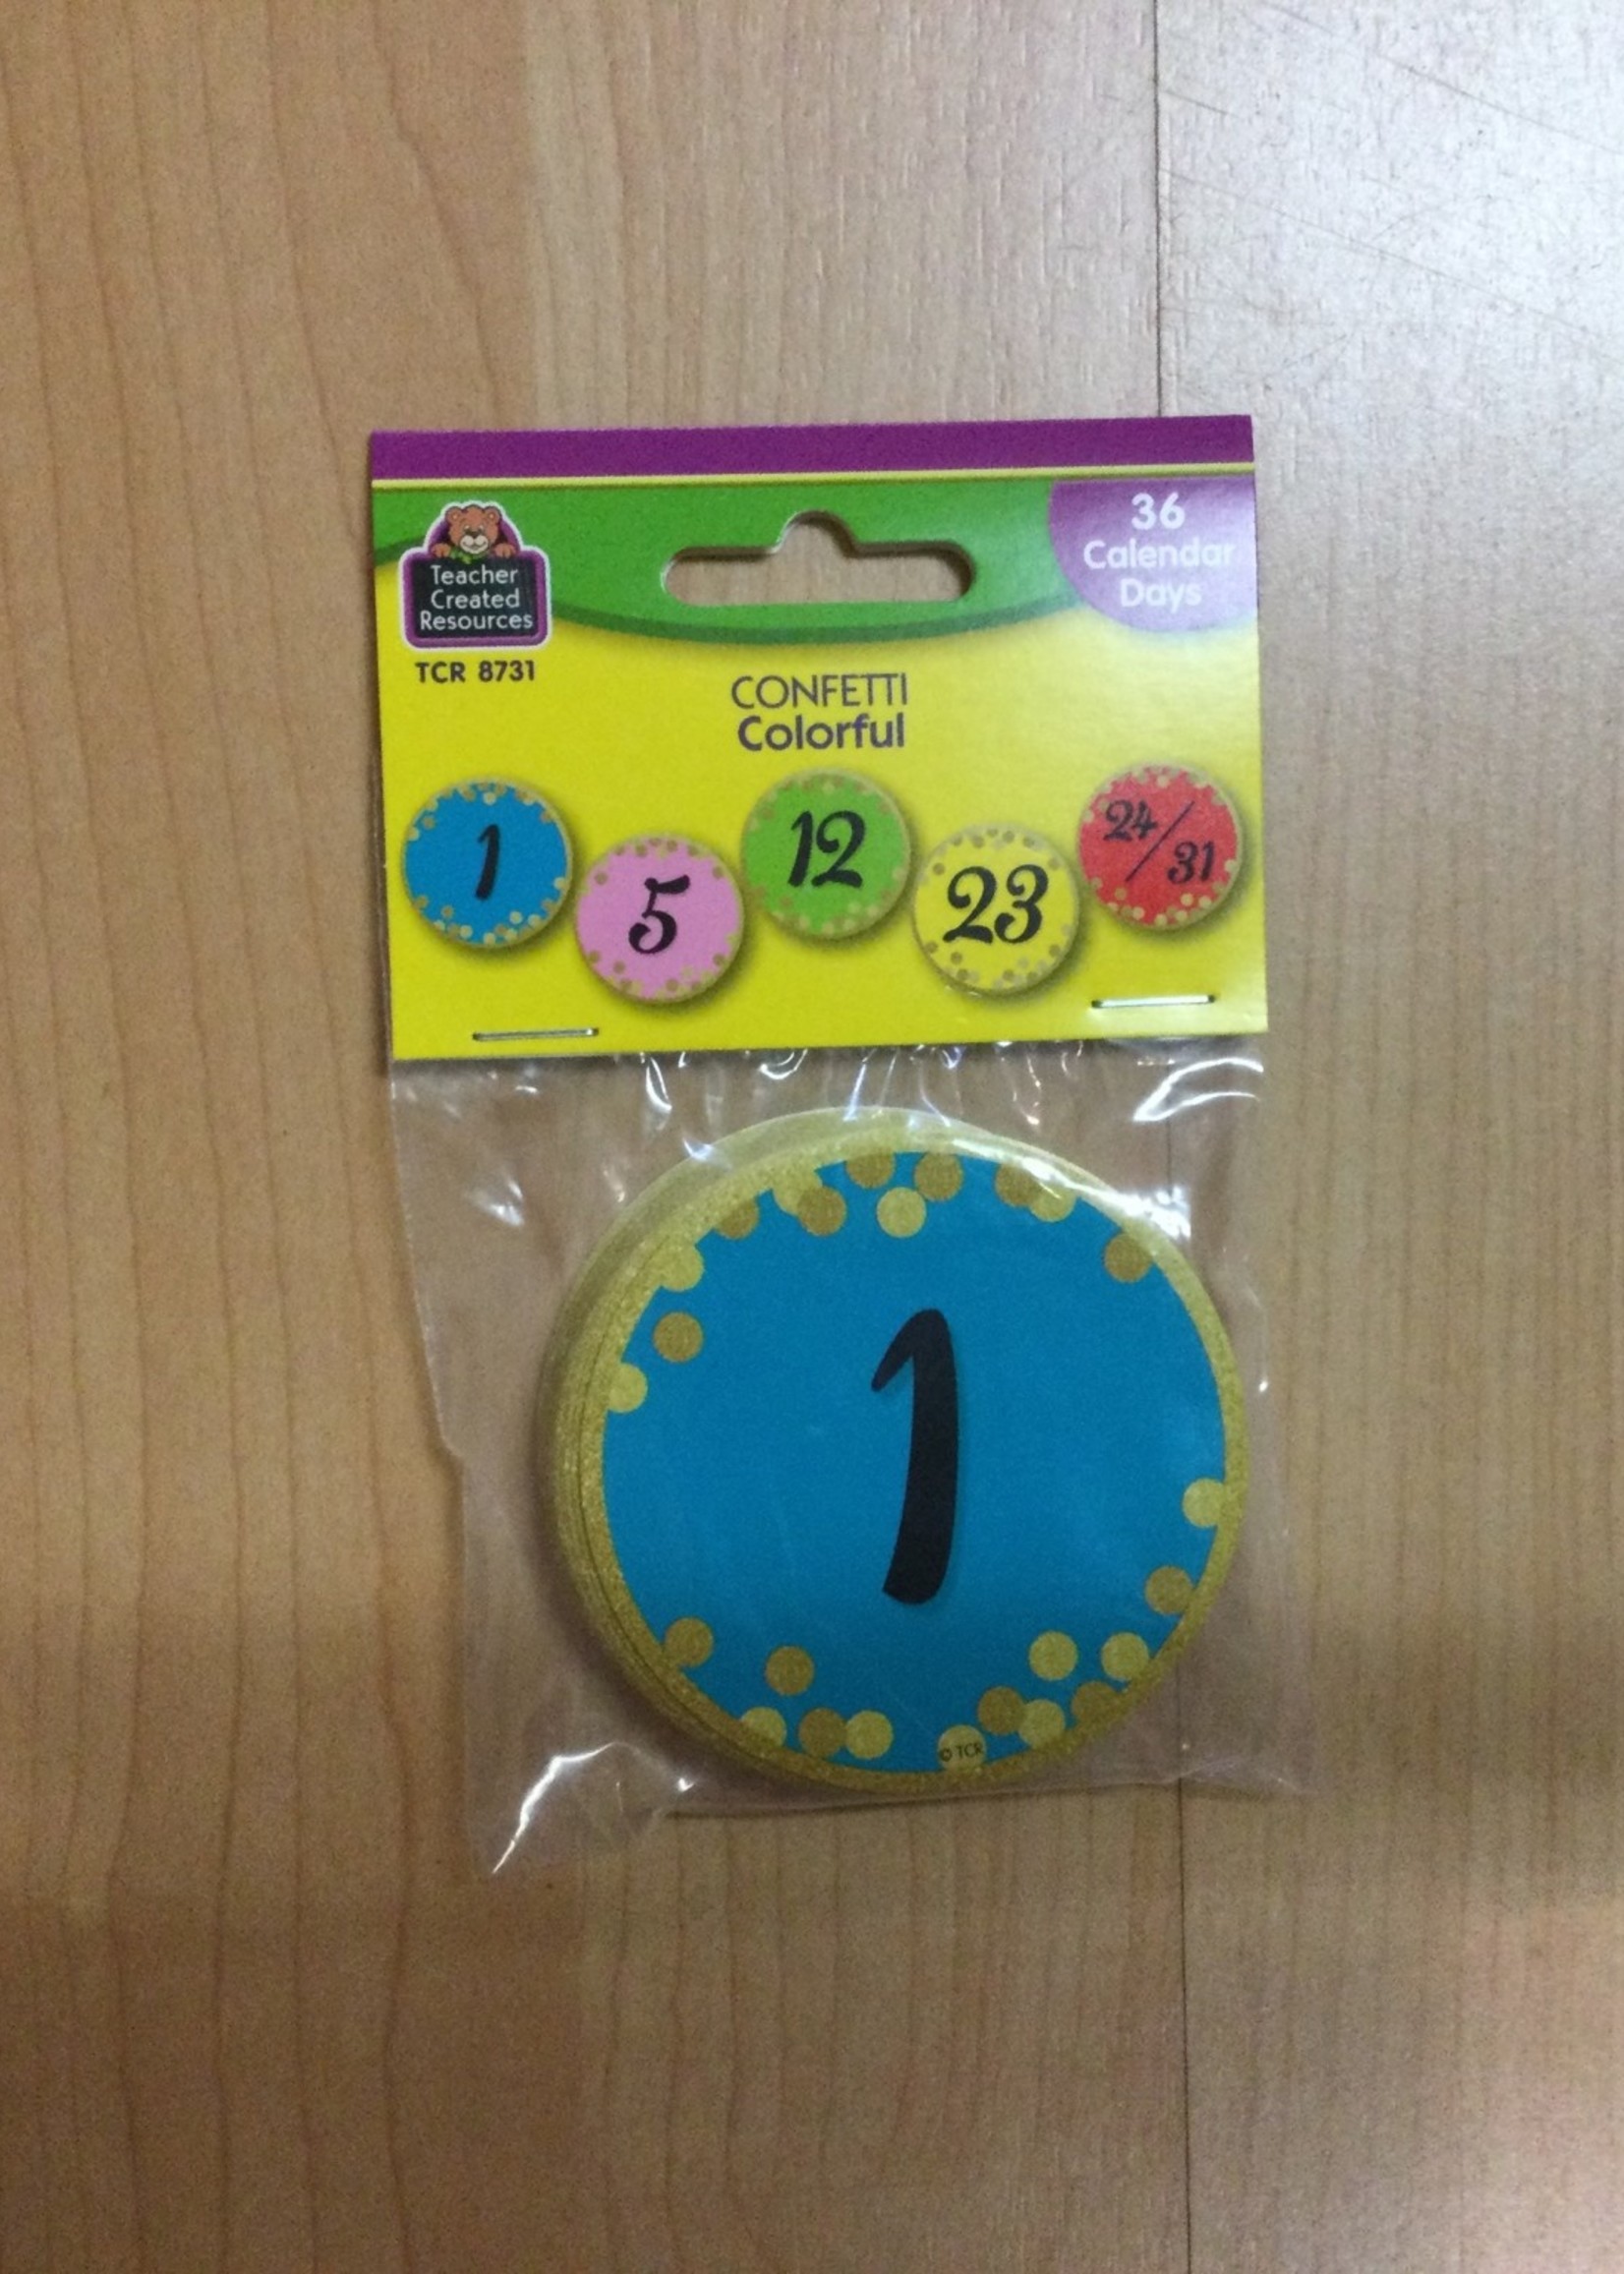 36
Calendar
Days
Teacher
Created
Resources
TCR 8731
CONFETTI
Colorful
1
5
12
23
24/31
1
© TCR